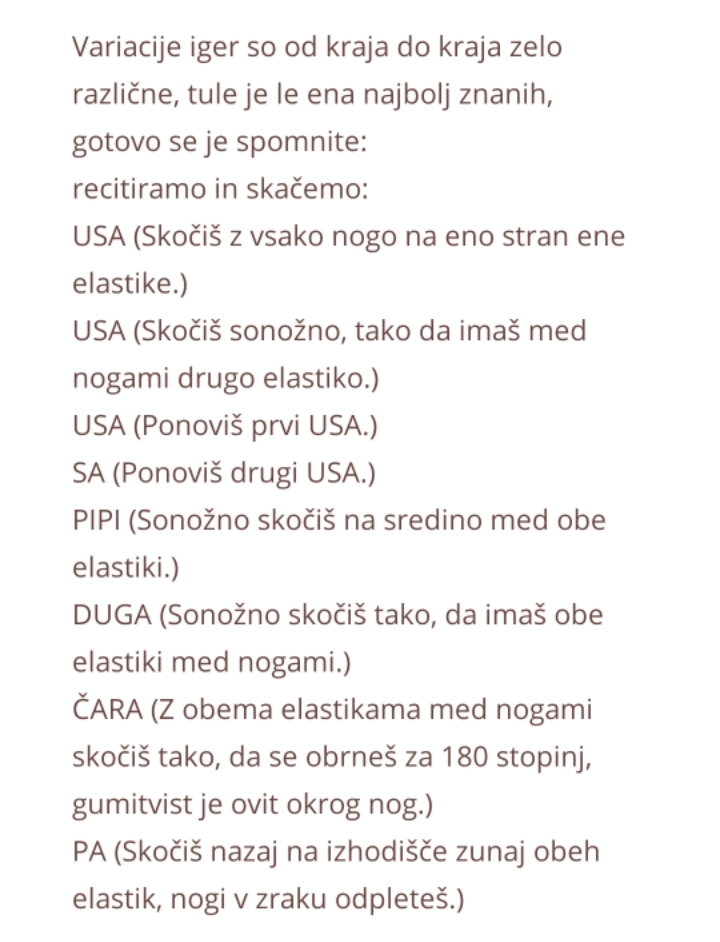 Variacije iger so od kraja do kraja zelo
različne, tule je le ena najbolj znanih,
gotovo se je spomnite:
recitiramo in skačemo:
USA (Skočiš z vsako nogo na eno stran ene
elastike.)
USA (Skočiš sonožno, tako da imaš med
nogami drugo elastiko.)
USA (Ponoviš prvi USA.)
SA (Ponoviš drugi USA.)
PIPI (Sonožno skočiš na sredino med obe
elastiki.)
DUGA (Sonožno skočiš tako, da imaš obe
elastiki med nogami.)
ČARA (Z obema elastikama med nogami
skočiš tako, da se obrneš za 180 stopinj,
gumitvist je ovit okrog nog.)
PA (Skočiš nazaj na izhodišče zunaj obeh
elastik, nogi v zraku odpleteš.)